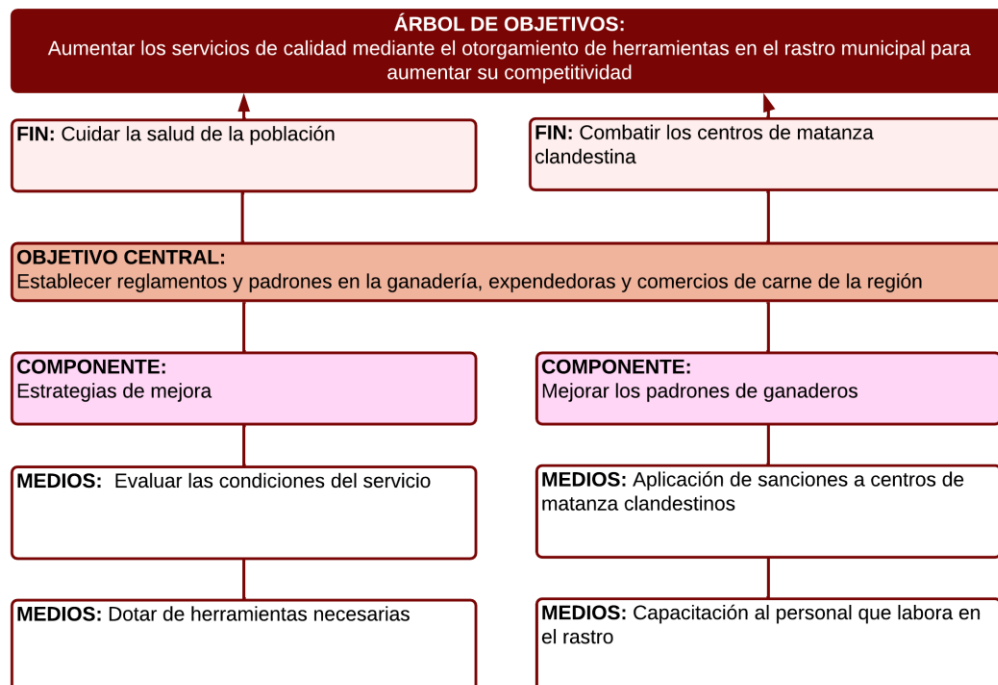 ÁRBOL DE OBJETIVOS:
Aumentar los servicios de calidad mediante el otorgamiento de herramientas en el rastro municipal para
aumentar su competitividad
FIN: Cuidar la salud de la población
FIN: Combatir los centros de matanza
clandestina
OBJETIVO CENTRAL:
Establecer reglamentos y padrones en la ganadería, expendedoras y comercios de carne de la región
COMPONENTE:
Estrategias de mejora
COMPONENTE:
Mejorar los padrones de ganaderos
MEDIOS: Evaluar las condiciones del servicio
MEDIOS: Aplicación de sanciones a centros de
matanza clandestinos
MEDIOS: Dotar de herramientas necesarias
MEDIOS: Capacitación al personal que labora en
el rastro